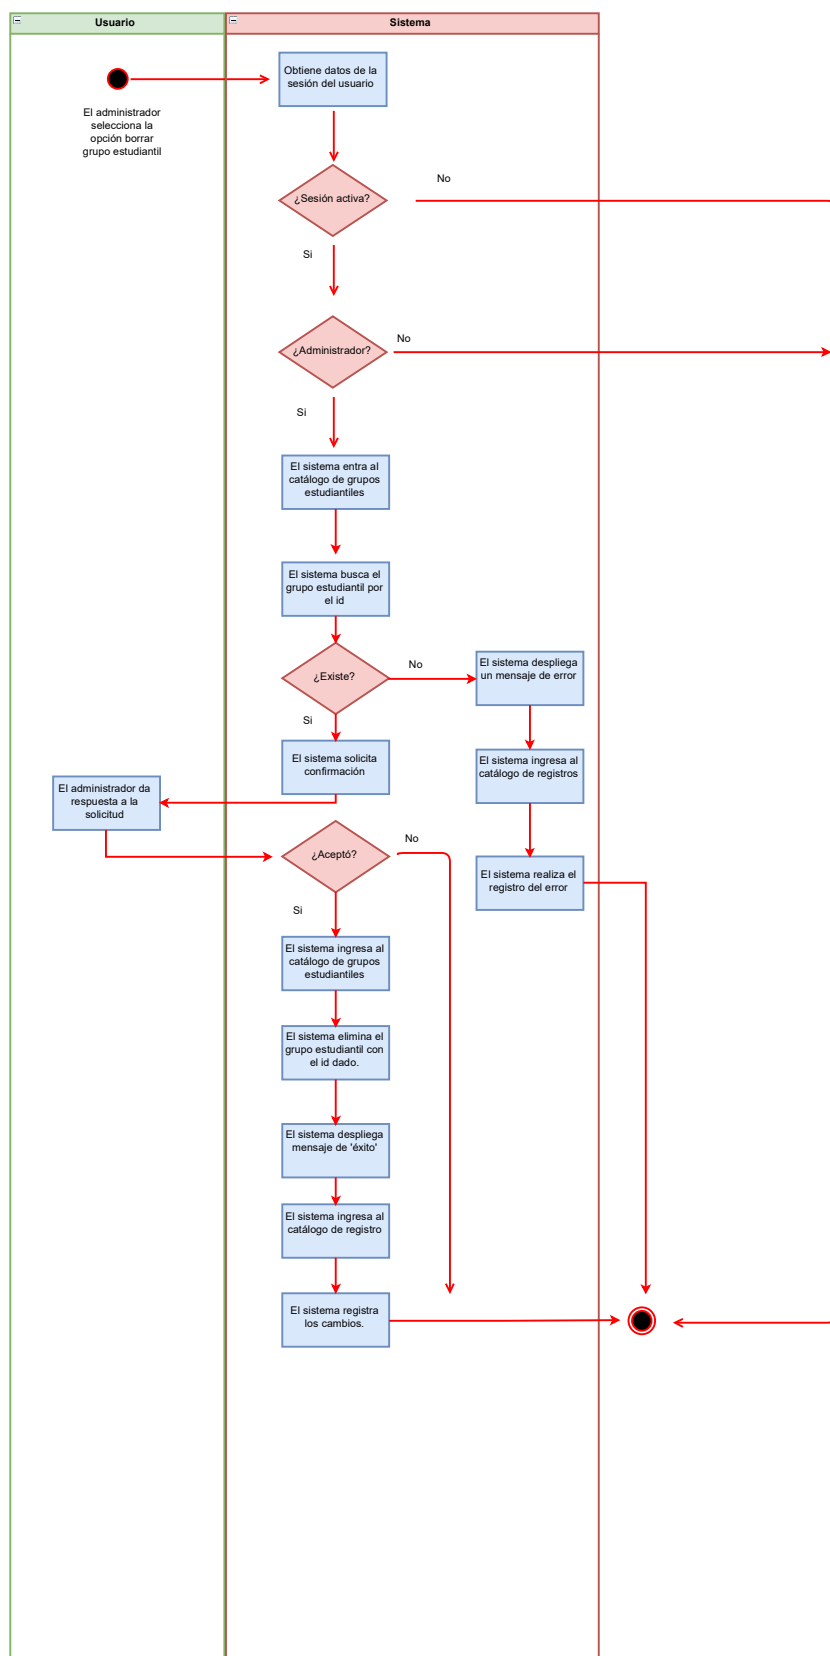 Usuario
Sistema
El administrador
selecciona la
opción borrar
grupo estudiantil
Obtiene datos de la
sesión del usuario
¿Sesión activa?
No
Si
¿Administrador?
No
Si
El sistema entra al
catálogo de grupos
estudiantiles
El sistema busca el
grupo estudiantil por
el id
¿Existe?
No
El sistema despliega
un mensaje de error
Si
El sistema solicita
confirmación
El sistema ingresa al
catálogo de registros
El administrador da
respuesta a la
solicitud
¿Aceptó?
No
El sistema realiza el
registro del error
Si
El sistema ingresa al
catálogo de grupos
estudiantiles
El sistema elimina el
grupo estudiantil con
el id dado.
El sistema despliega
mensaje de 'éxito'
El sistema ingresa al
catálogo de registro
El sistema registra
los cambios.